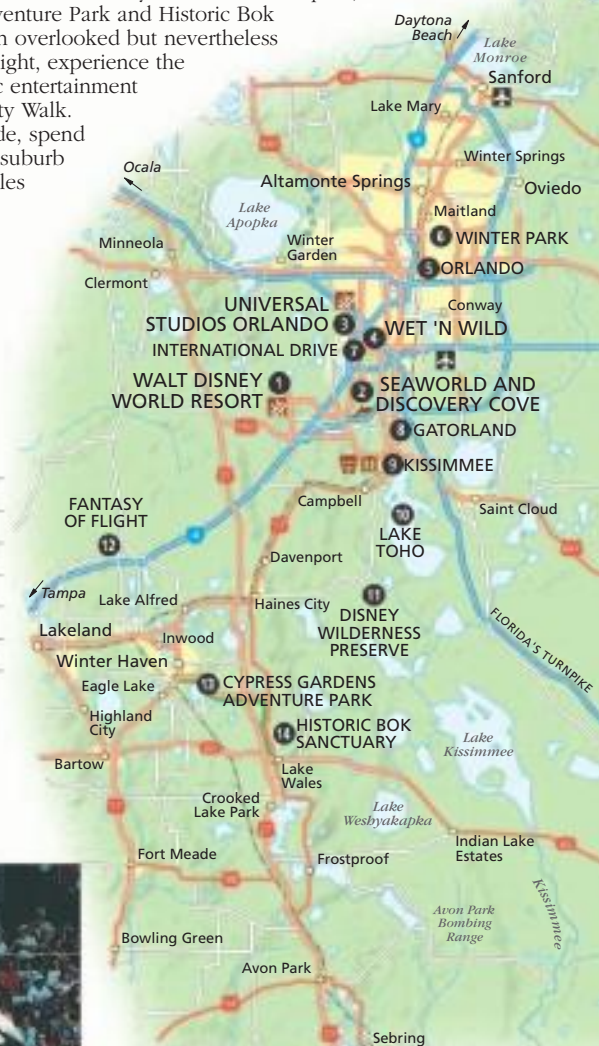 venture Park and Historic Bok
overlooked but nevertheless
experience the
entertainment
Walk.
spend
suburb
Daytona
Beach
Lake
Monroe
Sanford
Lake Mary
Ocala
Winter Springs
Altamonte Springs
Oviedo
Lake
Apopka
Maitland
Minneola
Winter
Garden
6 WINTER PARK
5 ORLANDO
Clermont
UNIVERSAL
STUDIOS ORLANDO 3
Conway
4 WET 'N WILD
INTERNATIONAL DRIVE 7
WALT DISNEY 1
WORLD RESORT
2 SEAWORLD AND
DISCOVERY COVE
8 GATORLAND
9 KISSIMMEE
Campbell
Saint Cloud
FANTASY
OF FLIGHT
12
10
LAKE
TOHO
4
Davenport
Tampa
Lake Alfred
Haines City
11
DISNEY
WILDERNESS
PRESERVE
FLORIDA'S TURNPIKE
Lakeland
Inwood
Winter Haven
Eagle Lake
13 CYPRESS GARDENS
ADVENTURE PARK
Highland
City
14 HISTORIC BOK
SANCTUARY
Lake
Kissimmee
Bartow
Lake
Wales
Crooked
Lake Park
Lake
Weohyakapka
Indian Lake
Estates
Fort Meade
Frostproof
Kissimmee
Avon Park
Bombing
Range
Bowling Green
Avon Park
Sebring